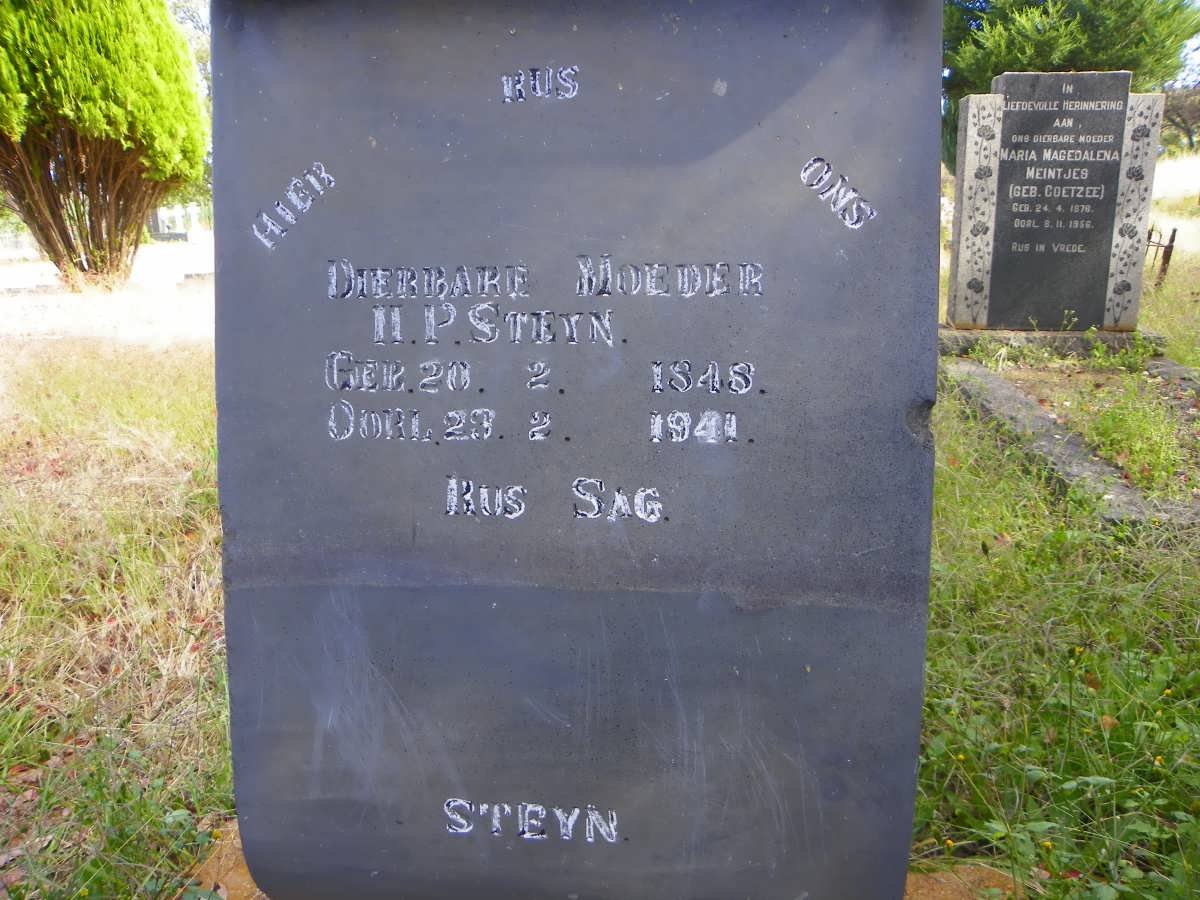 HIER RUS ONS
DIERBARE MOEDER
H.P. STEYN.
GEB. 20. 2. 1848.
OORL. 23. 2. 1941.
RUS SAG.
STEYN.
IN
LIEFDEVOLLE HERINNERING
AAN
ONS DIERBARE MOEDER
MARIA MAGEDALENA
MEINTJES
(GEB. COETZEE)
GEB. 24. 4. 1876.
OORL. 8. 11. 1956.
RUS IN VREDE.